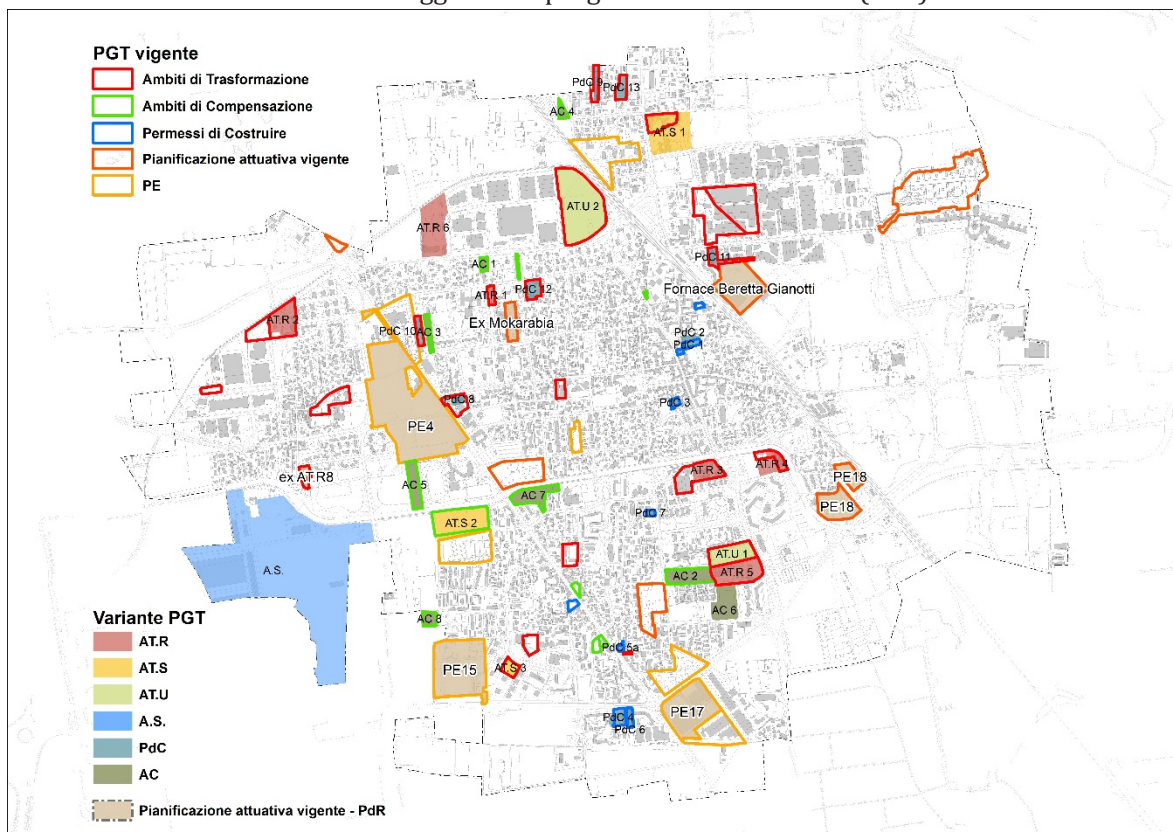 PGT vigente
Ambiti di Trasformazione
Ambiti di Compensazione
Permessi di Costruire
Pianificazione attuativa vigente
PE
PdC 9
PdC 13
AC 4
AT.S 1
AT.U 2
AT.R 6
PdC 11
AC 1
Fornace Beretta Gianotti
AT.R 1
PdC 12
AT.R 2
Ex Mokarabia
PdC 10
AC 3
PdC 2
PdC 1
PdC 8
PdC 3
PE4
ex AT.R8
AT.R 3
AT.R 4
PE18
AC 5
AC 7
PE18
AT.S 2
PdC 7
A.S.
AT.U 1
AC 2
AT.R 5
AC 6
AC 8
PdC 5a
PE15
AT.S 3
PE17
PdC 4
PdC 6
Variante PGT
AT.R
AT.S
AT.U
A.S.
PdC
AC
Pianificazione attuativa vigente - PdR